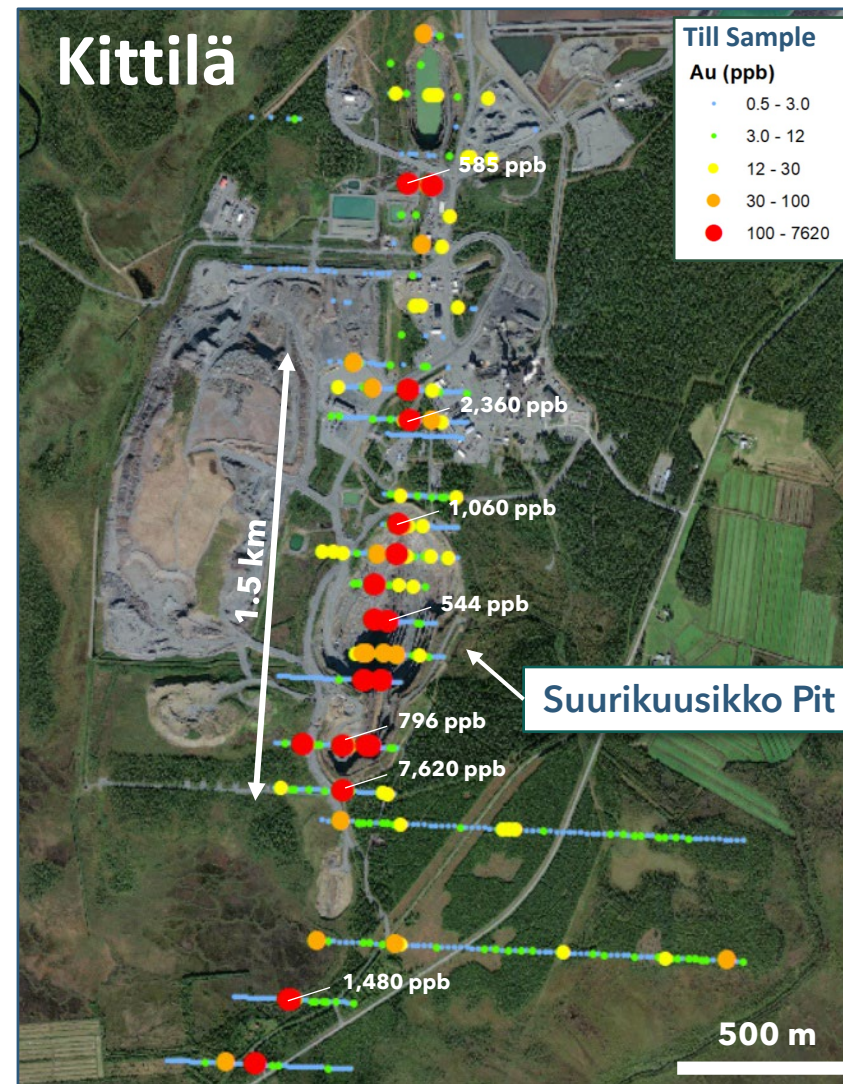 Kittilä
Till Sample
Au (ppb)
0.5 - 3.0
3.0 - 12
12 - 30
30 - 100
100 - 7620
585 ppb
2,360 ppb
1,060 ppb
1.5 km
544 ppb
Suurikuusikko Pit
796 ppb
7,620 ppb
1,480 ppb
500 m